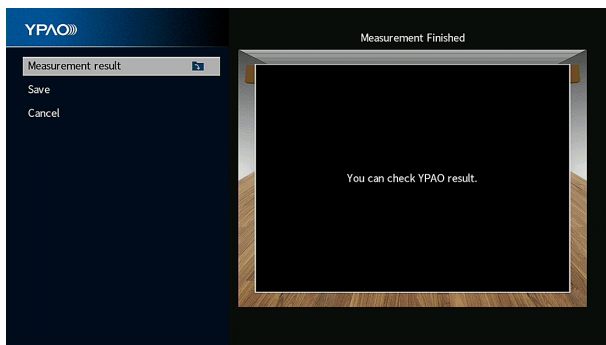 YPAO
Measurement Finished
Measurement result
Save
Cancel
You can check YPAO result.